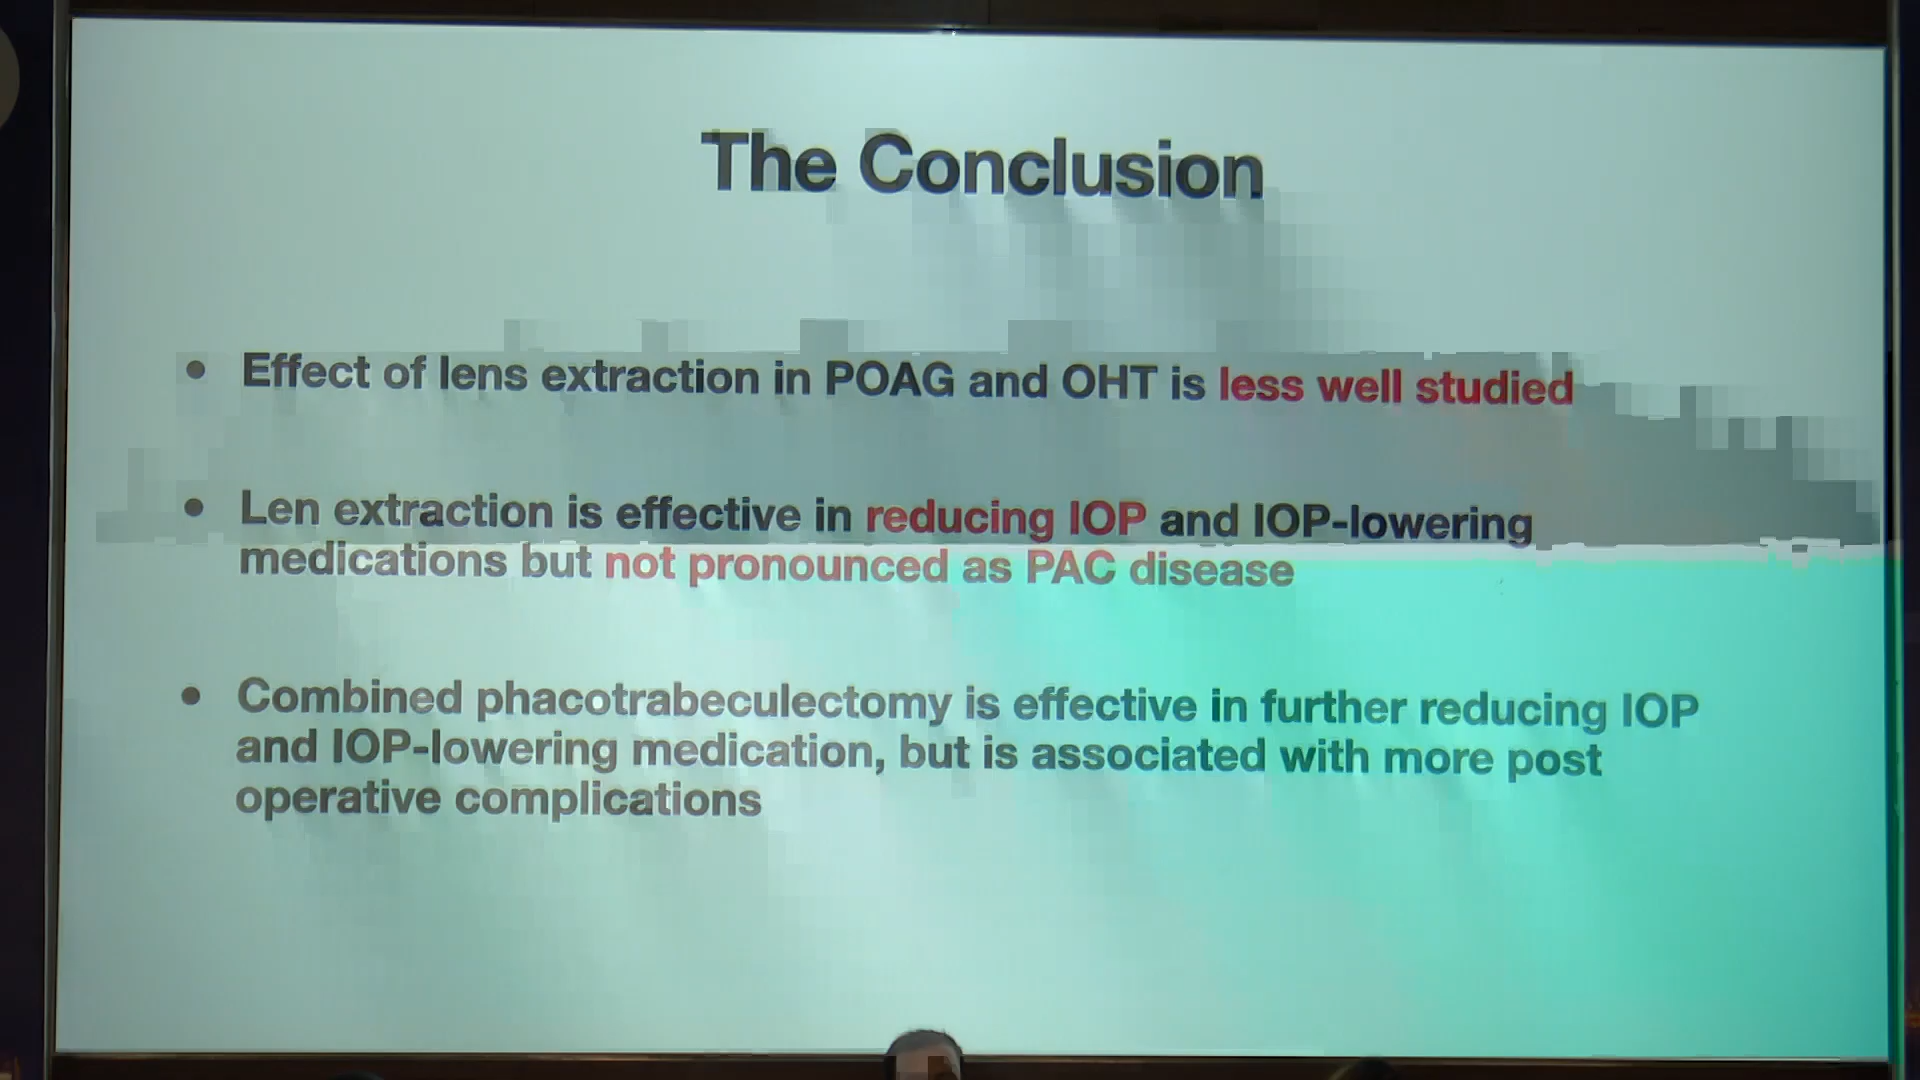 The Conclusion
• Effect of lens extraction in POAG and OHT is less well studied
• Len extraction is effective in reducing IOP and IOP-lowering
medications but not pronounced as PAC disease
• Combined phacotrabeculectomy is effective in further reducing IOP
and IOP-lowering medication, but is associated with more post
operative complications